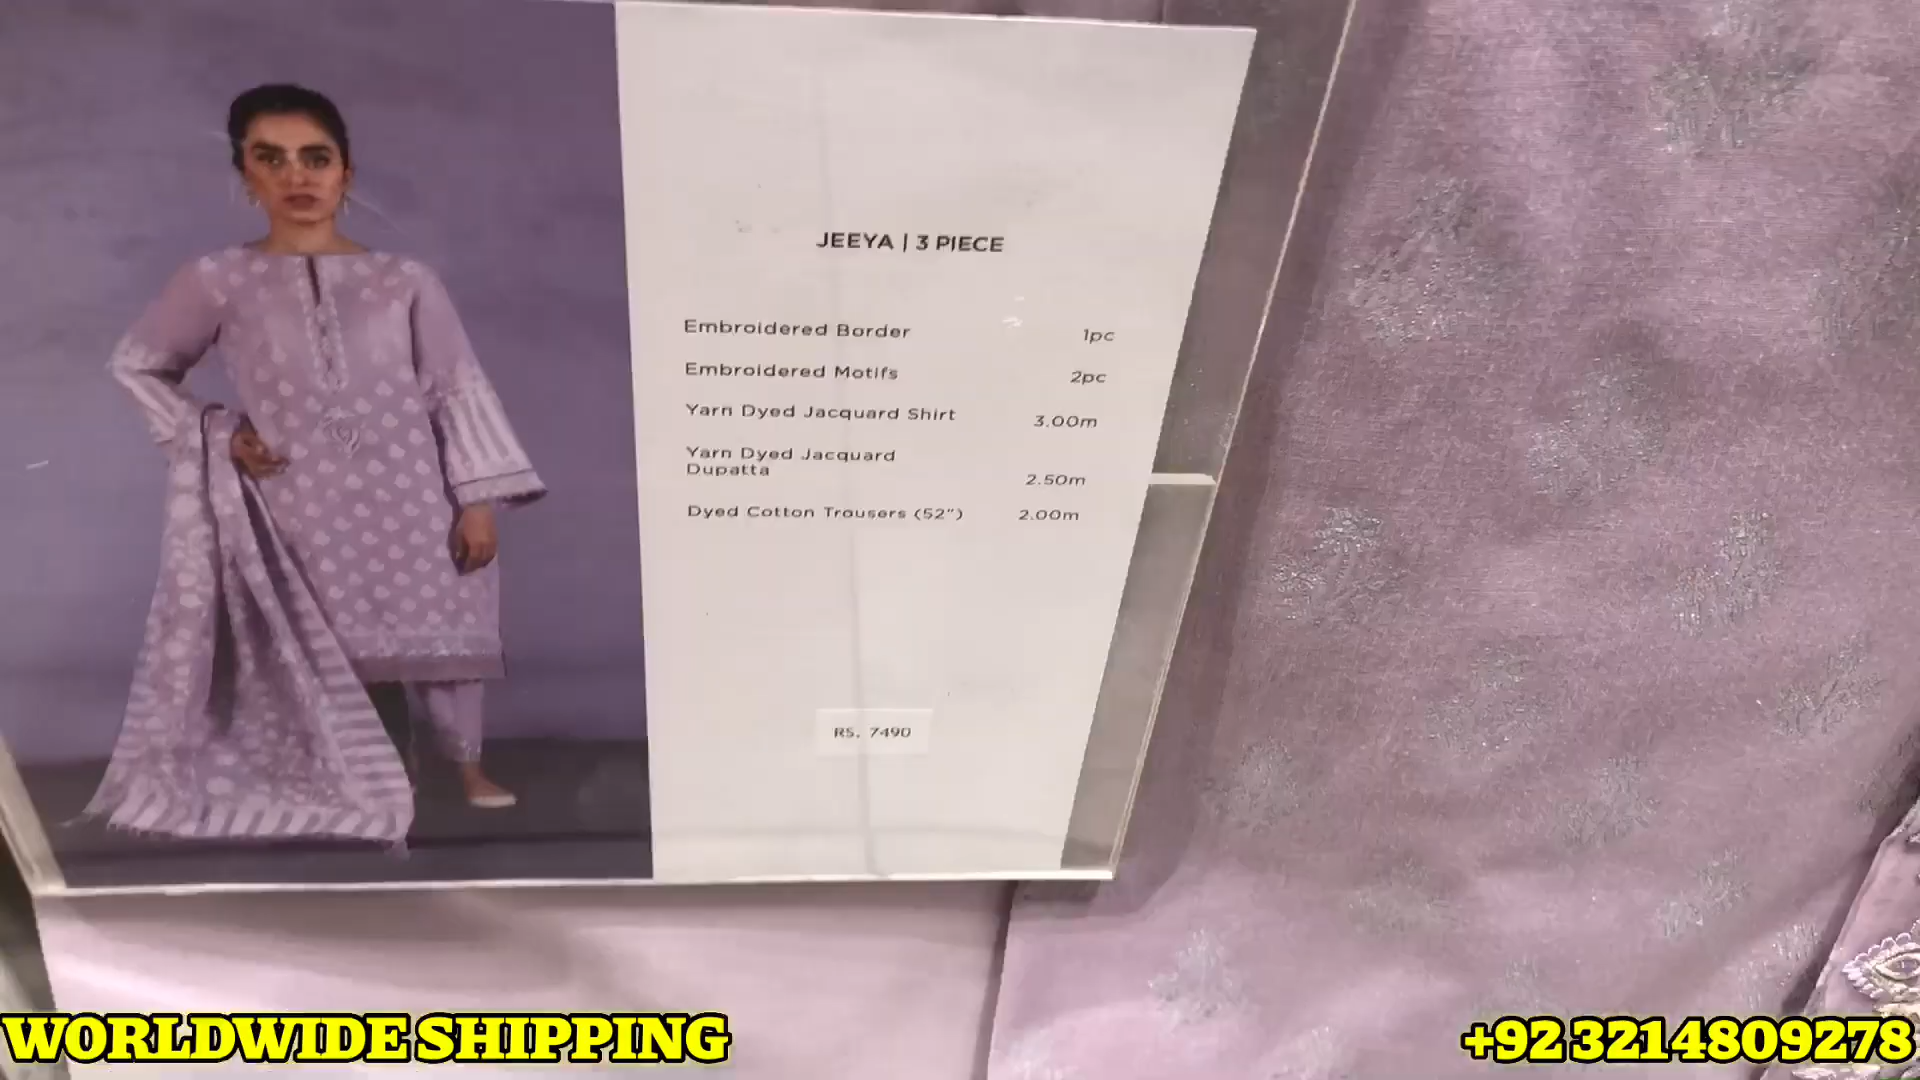 JEEYA | 3 PIECE
Embroidered Border 1pc
Embroidered Motifs 2pc
Yarn Dyed Jacquard Shirt 3.00m
Yarn Dyed Jacquard
Dupatta 2.50m
Dyed Cotton Trousers (52") 2.00m
RS. 7490
WORLDWIDE SHIPPING
+92 3214809278